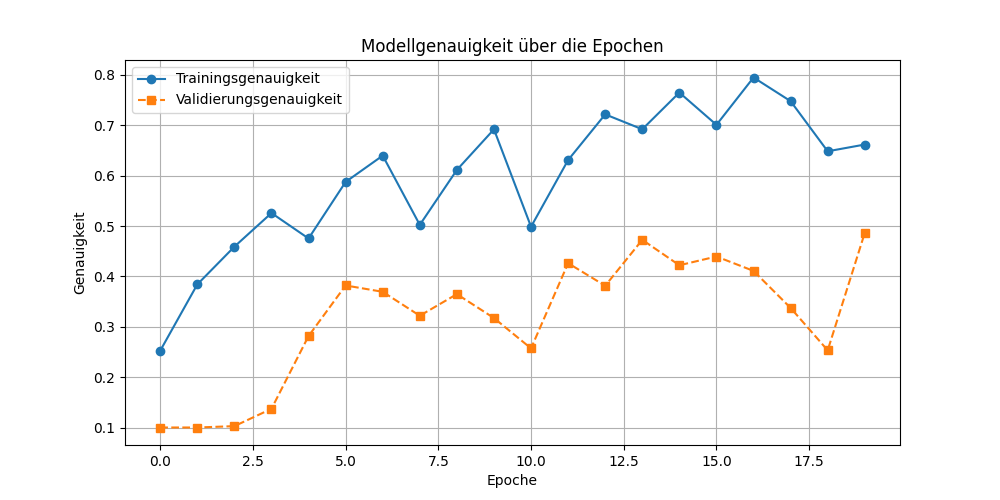 Modellgenauigkeit über die Epochen
Trainingsgenauigkeit
Validierungsgenauigkeit
Genauigkeit
0.8
0.7
0.6
0.5
0.4
0.3
0.2
0.1
0.0 2.5 5.0 7.5 10.0 12.5 15.0 17.5
Epoche